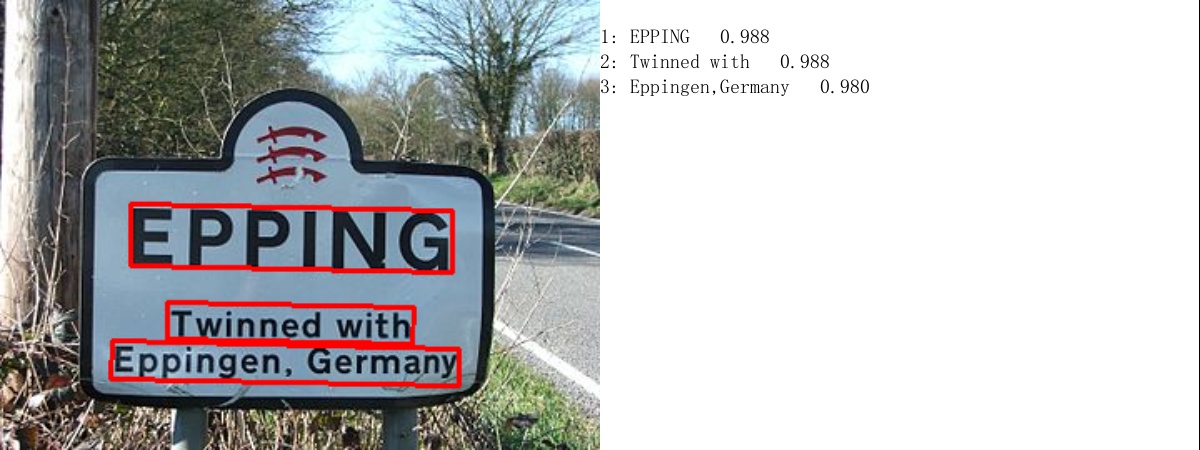 EPPING
Twinned with
Eppingen, Germany
1: EPPING 0.988
2: Twinned with 0.988
3: Eppingen,Germany 0.980